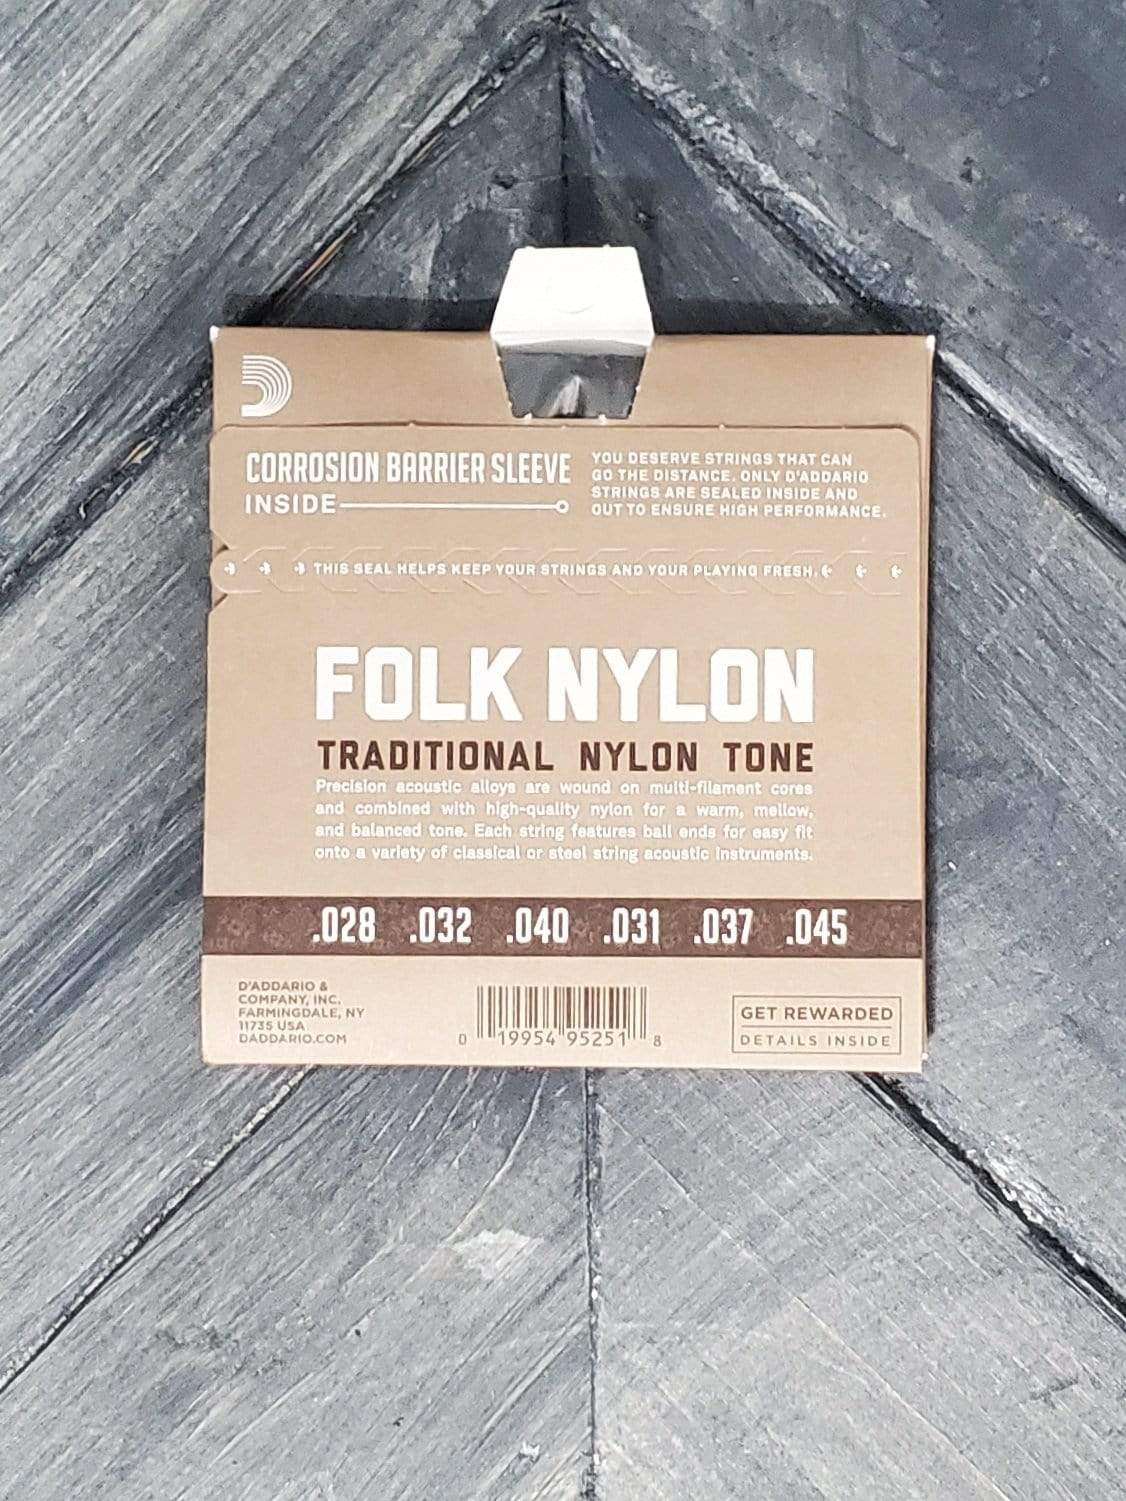 CORROSION BARRIER SLEEVE
INSIDE
YOU DESERVE STRINGS THAT CAN
GO THE DISTANCE. ONLY D'ADDARIO
STRINGS ARE SEALED INSIDE AND
OUT TO ENSURE HIGH PERFORMANCE.
THIS SEAL HELPS KEEP YOUR STRINGS AND YOUR PLAYING FRESH.
FOLK NYLON
TRADITIONAL NYLON TONE
Precision acoustic alloys are wound on multi-filament cores
and combined with high-quality nylon for a warm, mellow,
and balanced tone. Each string features ball ends for easy fit
onto a variety of classical or steel string acoustic instruments.
.028 .032 .040 .031 .037 .045
D'ADDARIO &
COMPANY, INC.
FARMINGDALE, NY
11735 USA
DADDARIO.COM
0 19954 95251 8
GET REWARDED
DETAILS INSIDE